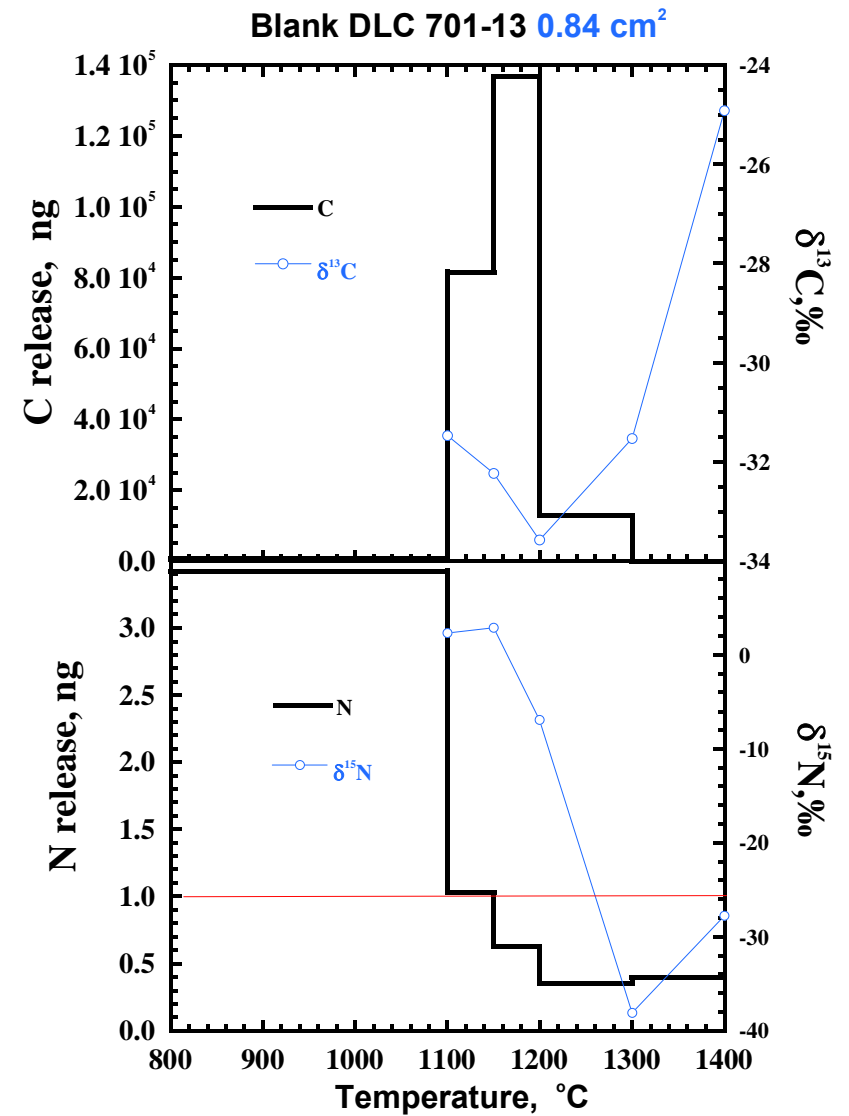 Blank DLC 701-13 0.84 cm²
1.4 10⁵
1.2 10⁵
1.0 10⁵
8.0 10⁴
6.0 10⁴
4.0 10⁴
2.0 10⁴
0.0
C release, ng
C
δ¹³C
-24
-26
-28
-30
-32
-34
δ¹³C,‰
3.0
2.5
2.0
1.5
1.0
0.5
0.0
N release, ng
N
δ¹⁵N
0
-10
-20
-30
-40
δ¹⁵N,‰
800 900 1000 1100 1200 1300 1400
Temperature, °C